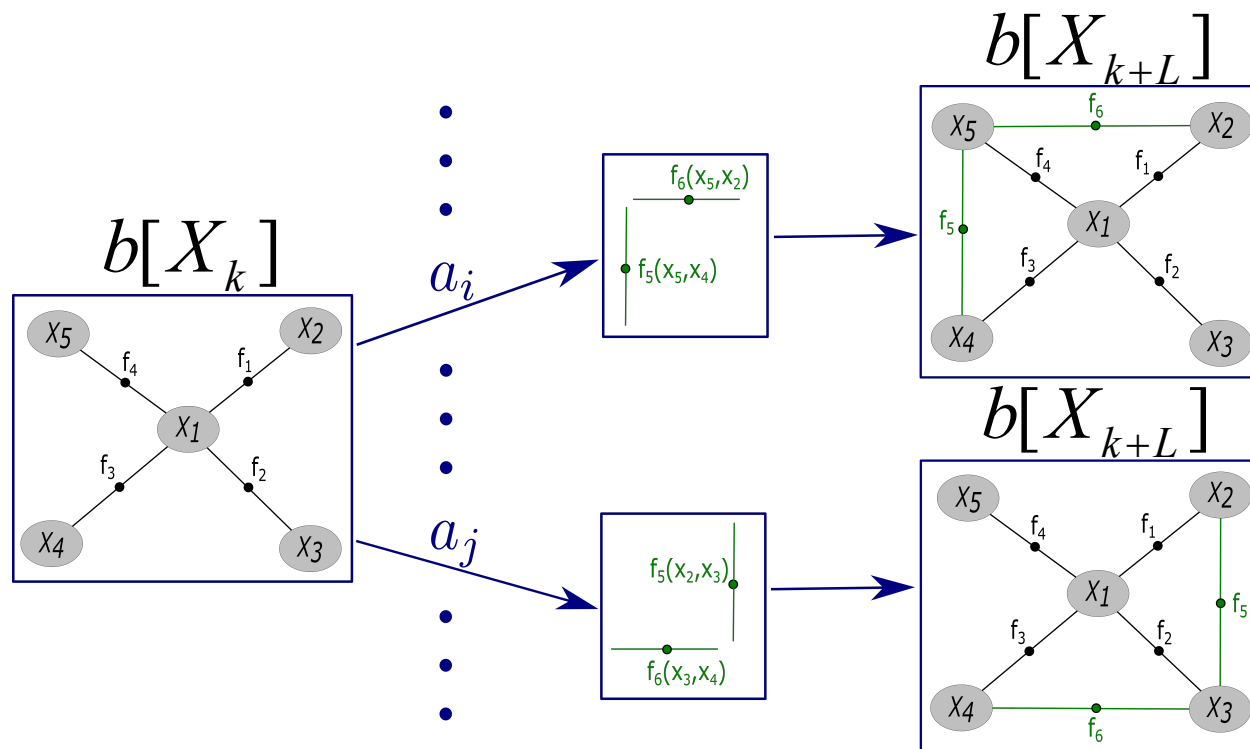 b[X_k]
X5
X2
f4
f1
X1
f3
f2
X4
X3
a_i
a_j
f6(x5,x2)
f5(x5,x4)
f5(x2,x3)
f6(x3,x4)
b[X_{k+L}]
f6
X5
X2
f4
f1
f5
X1
f3
f2
X4
X3
b[X_{k+L}]
X5
X2
f4
f1
X1
f5
f3
f2
X4
X3
f6